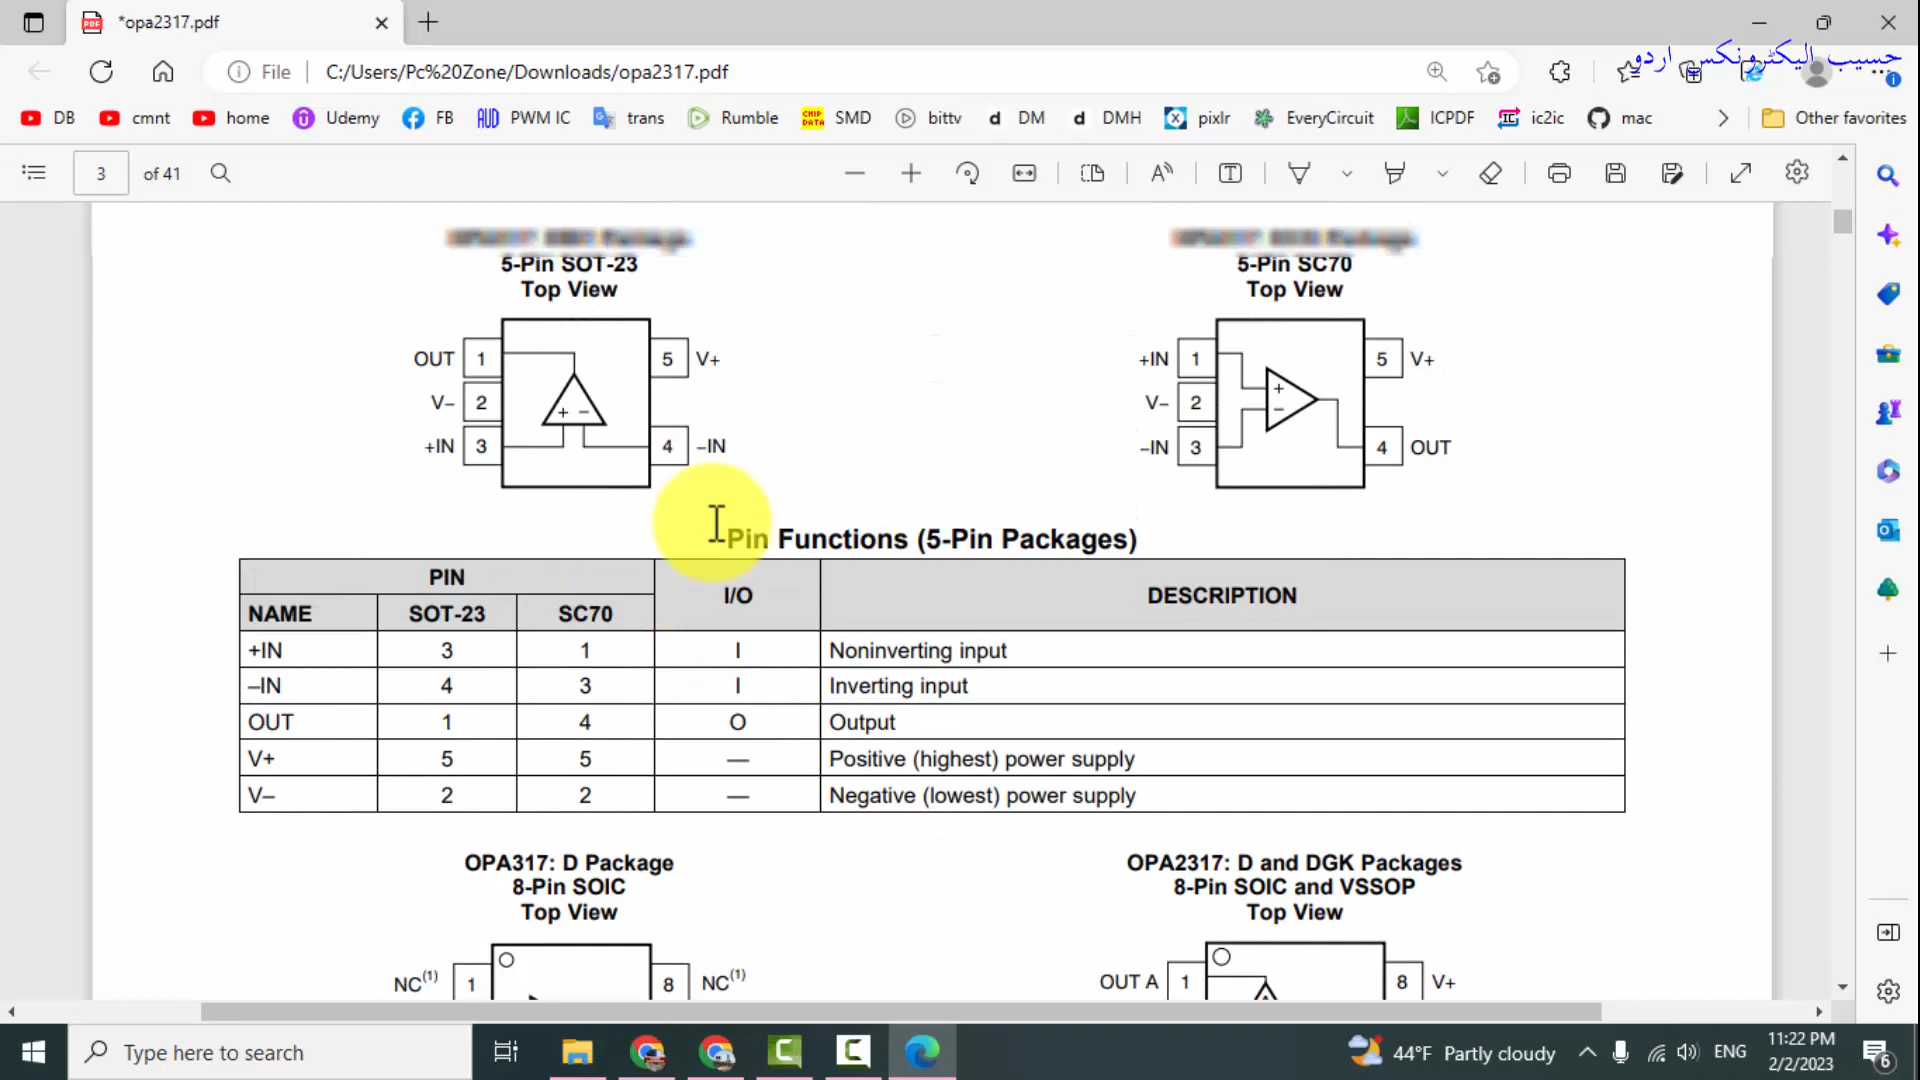 *opa2317.pdf
حسیب الیکٹرونکس اردو
File
C:/Users/Pc%20Zone/Downloads/opa2317.pdf
DB cmnt home Udemy FB PWM IC trans Rumble SMD bittv DM DMH pixlr EveryCircuit ICPDF ic2ic mac Other favorites
3 of 41
5-Pin SOT-23
Top View
5-Pin SC70
Top View
OUT 1 5 V+
V– 2
+IN 3 4 –IN
+ −
+IN 1 5 V+
V– 2
–IN 3 4 OUT
+
−
Pin Functions (5-Pin Packages)
PIN I/O DESCRIPTION
NAME SOT-23 SC70
+IN 3 1 I Noninverting input
–IN 4 3 I Inverting input
OUT 1 4 O Output
V+ 5 5 — Positive (highest) power supply
V– 2 2 — Negative (lowest) power supply
OPA317: D Package
8-Pin SOIC
Top View
OPA2317: D and DGK Packages
8-Pin SOIC and VSSOP
Top View
NC(1) 1 8 NC(1)
OUT A 1 8 V+
Type here to search
44°F Partly cloudy
ENG
11:22 PM
2/2/2023
6